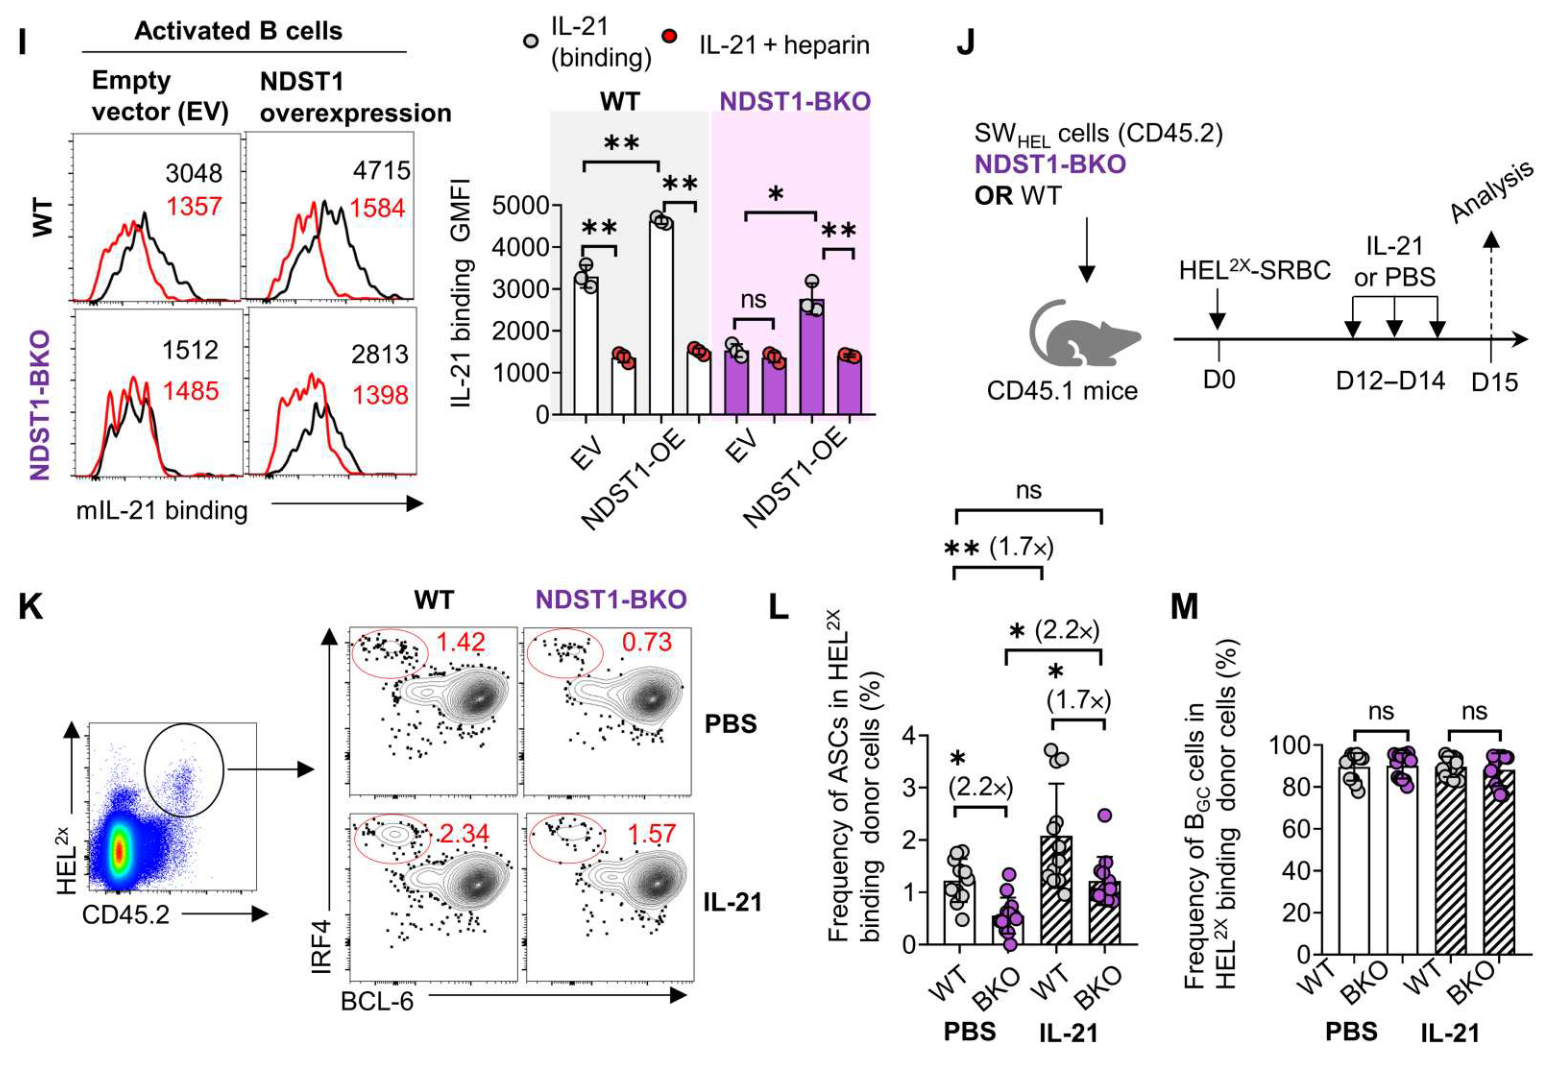 I
Activated B cells
Empty
vector (EV)
NDST1
overexpression
WT
3048
1357
4715
1584
NDST1-BKO
1512
1485
2813
1398
mIL-21 binding
IL-21
(binding)
IL-21 + heparin
WT
NDST1-BKO
IL-21 binding GMFI
5000
4000
3000
2000
1000
0
**
**
**
ns
*
**
EV
NDST1-OE
EV
NDST1-OE
J
SWHEL cells (CD45.2)
NDST1-BKO
OR WT
CD45.1 mice
HEL2X-SRBC
IL-21
or PBS
Analysis
D0
D12–D14
D15
K
HEL2x
CD45.2
WT
NDST1-BKO
1.42
0.73
PBS
2.34
1.57
IL-21
IRF4
BCL-6
L
ns
** (1.7×)
* (2.2×)
*
(1.7×)
*
(2.2×)
Frequency of ASCs in HEL2X
binding donor cells (%)
4
3
2
1
0
WT
BKO
WT
BKO
PBS
IL-21
M
Frequency of BGC cells in
HEL2X binding donor cells (%)
ns
ns
100
80
60
40
20
0
WT
BKO
WT
BKO
PBS
IL-21